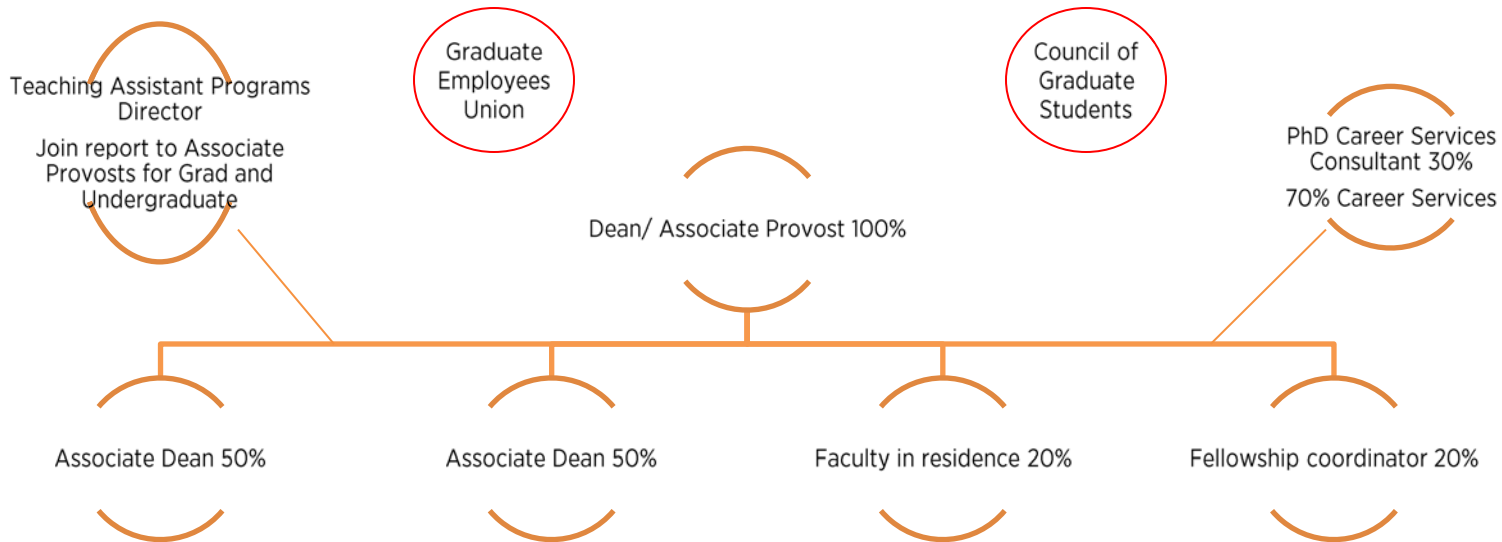 Teaching Assistant Programs
Director
Join report to Associate
Provosts for Grad and
Undergraduate
Graduate
Employees
Union
Council of
Graduate
Students
PhD Career Services
Consultant 30%
70% Career Services
Dean/ Associate Provost 100%
Associate Dean 50%
Associate Dean 50%
Faculty in residence 20%
Fellowship coordinator 20%